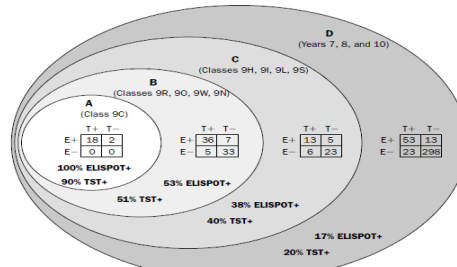 D
(Years 7, 8, and 10)
C
(Classes 9H, 9I, 9L, 9S)
B
(Classes 9R, 9O, 9W, 9N)
A
(Class 9C)
T+ T−
E+ 18 2
E− 0 0
100% ELISPOT+
90% TST+
T+ T−
E+ 36 7
E− 5 33
53% ELISPOT+
51% TST+
T+ T−
E+ 13 5
E− 6 23
38% ELISPOT+
40% TST+
T+ T−
E+ 53 13
E− 23 298
17% ELISPOT+
20% TST+